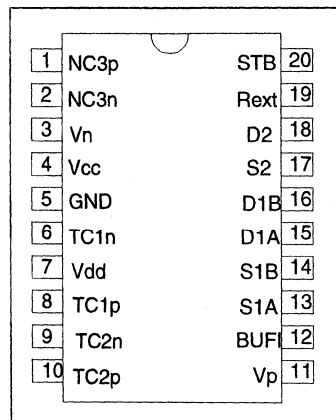 1 NC3p STB 20
2 NC3n Rext 19
3 Vn D2 18
4 Vcc S2 17
5 GND D1B 16
6 TC1n D1A 15
7 Vdd S1B 14
8 TC1p S1A 13
9 TC2n BUFI 12
10 TC2p Vp 11